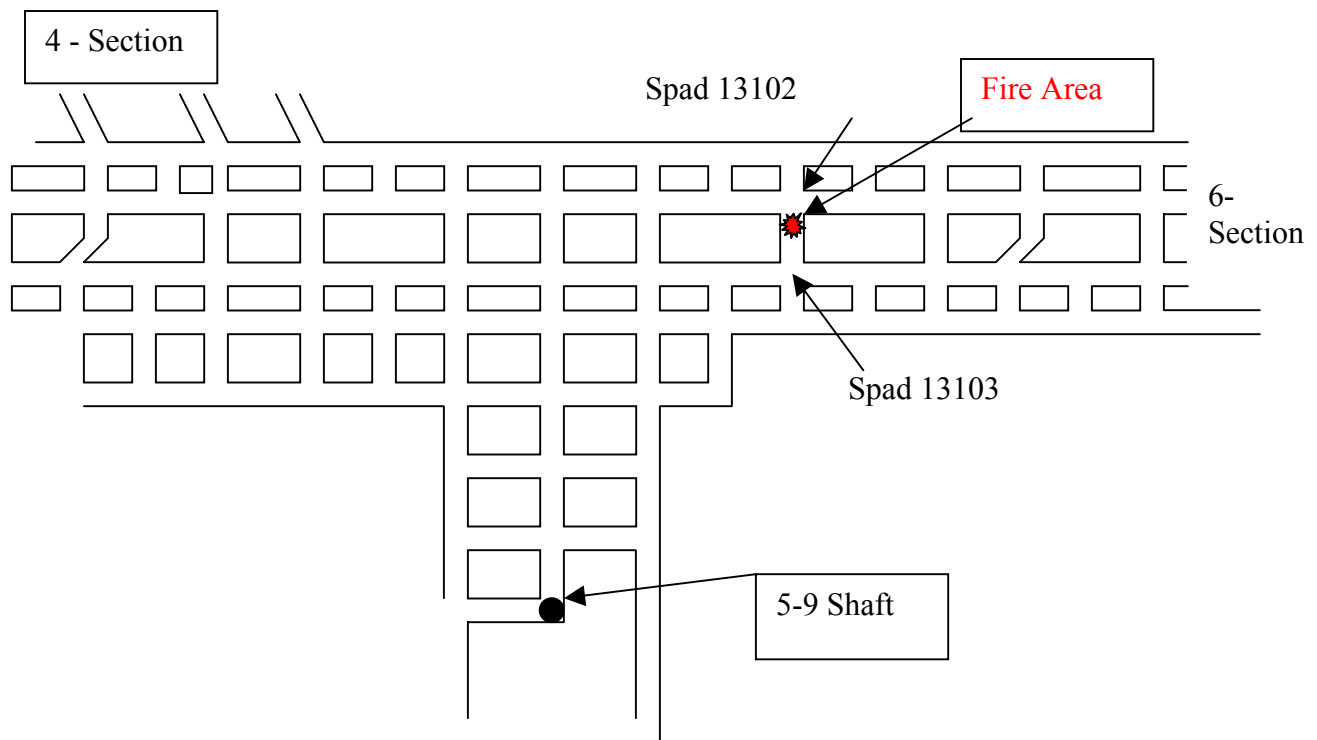 4 - Section
Spad 13102
Fire Area
6-
Section
Spad 13103
5-9 Shaft